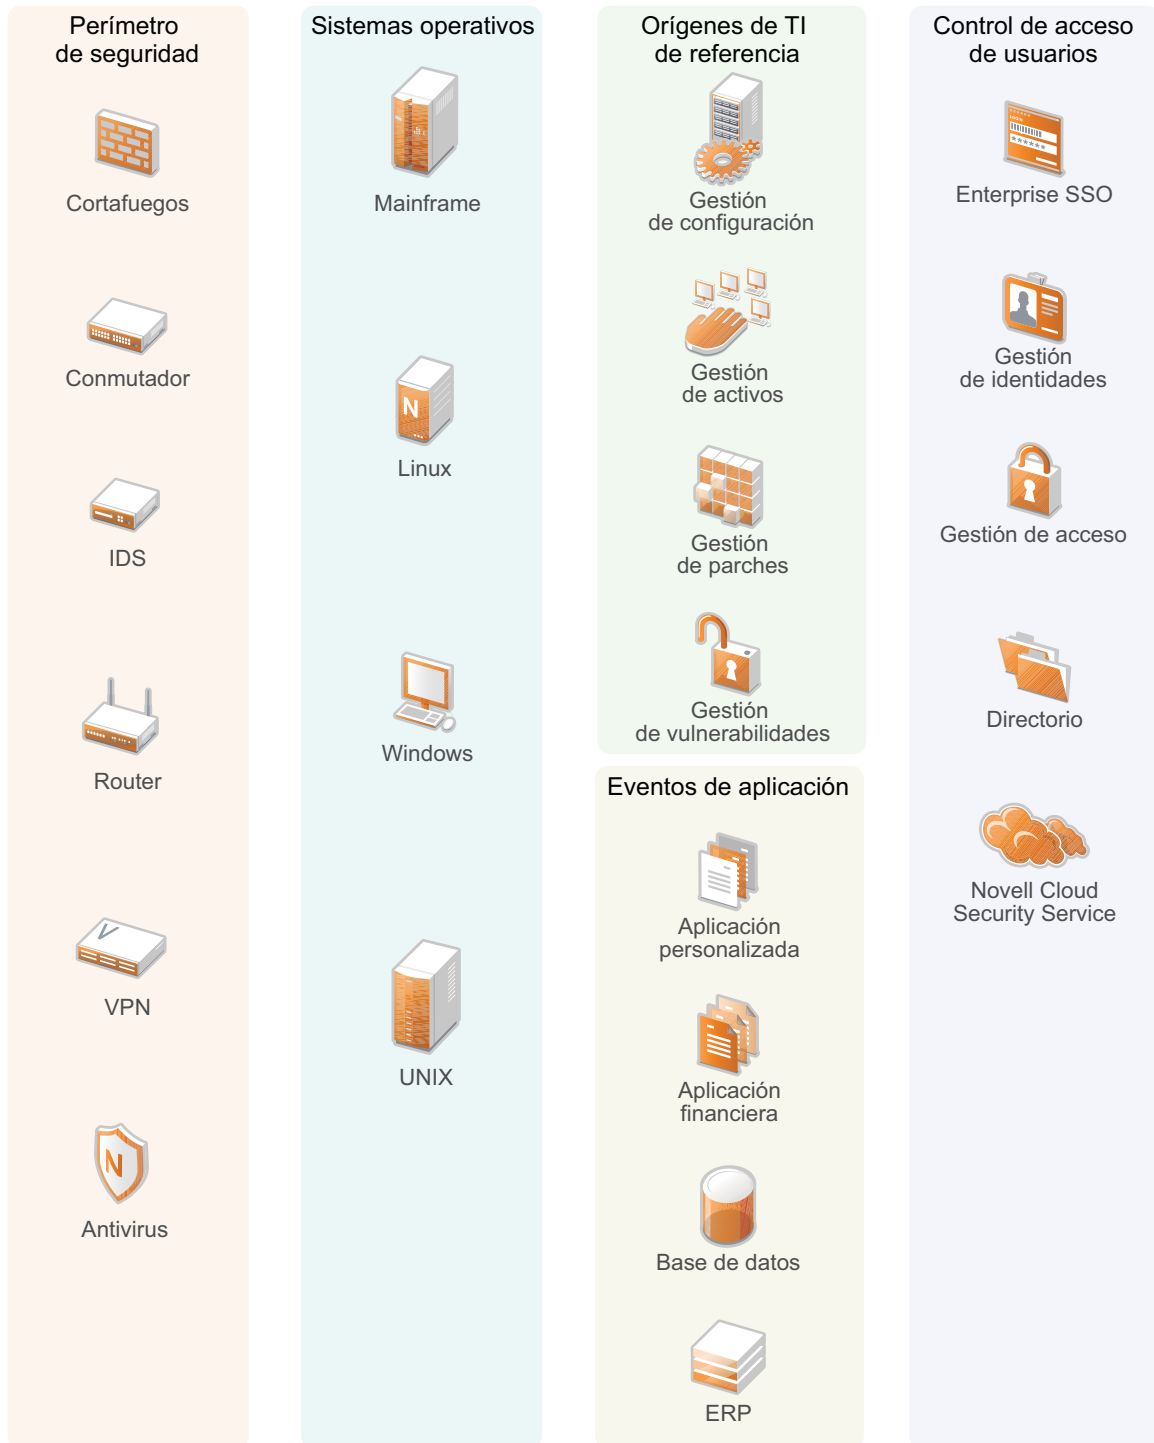 Perímetro
de seguridad
Cortafuegos
Conmutador
IDS
Router
VPN
Antivirus
Sistemas operativos
Mainframe
Linux
Windows
UNIX
Orígenes de TI
de referencia
Gestión
de configuración
Gestión
de activos
Gestión
de parches
Gestión
de vulnerabilidades
Eventos de aplicación
Aplicación
personalizada
Aplicación
financiera
Base de datos
ERP
Control de acceso
de usuarios
LOGIN
******
Enterprise SSO
Gestión
de identidades
Gestión de acceso
Directorio
Novell Cloud
Security Service
V
N
N